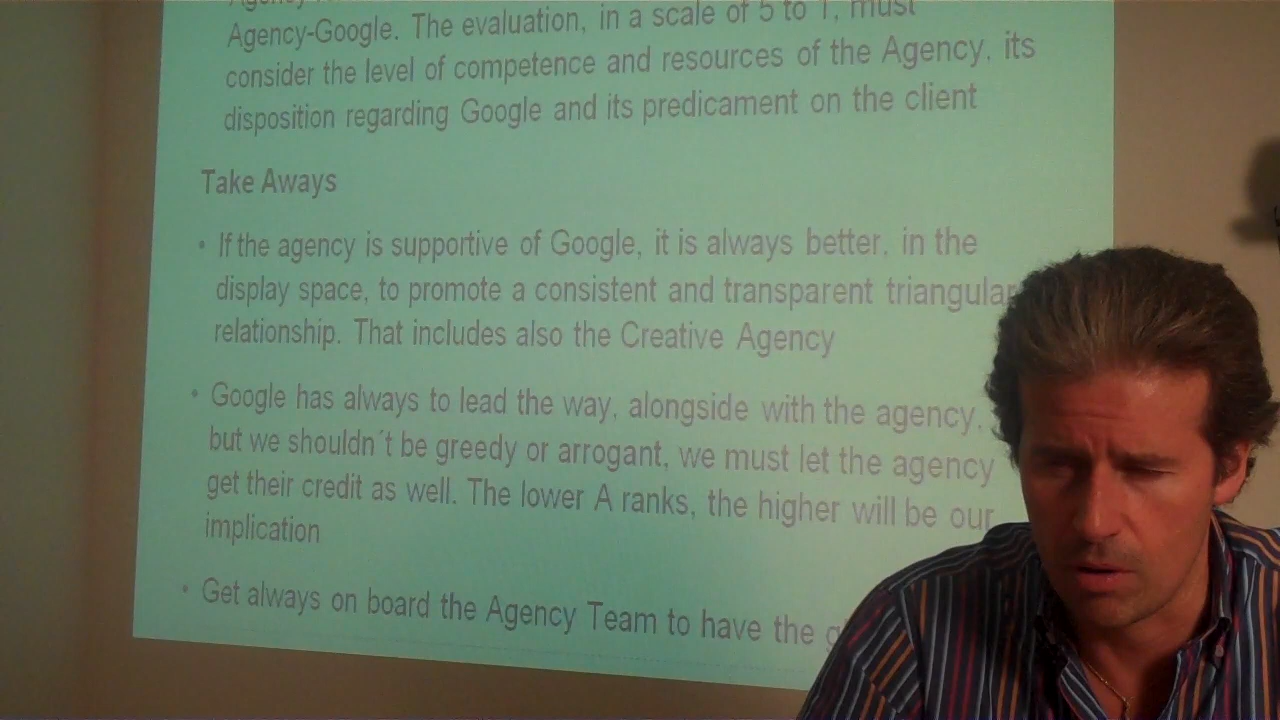 Agency-Google. The evaluation, in a scale of 5 to 1, must
consider the level of competence and resources of the Agency, its
disposition regarding Google and its predicament on the client
Take Aways
• If the agency is supportive of Google, it is always better, in the
display space, to promote a consistent and transparent triangular
relationship. That includes also the Creative Agency
• Google has always to lead the way, alongside with the agency,
but we shouldn´t be greedy or arrogant, we must let the agency
get their credit as well. The lower A ranks, the higher will be our
implication
• Get always on board the Agency Team to have the